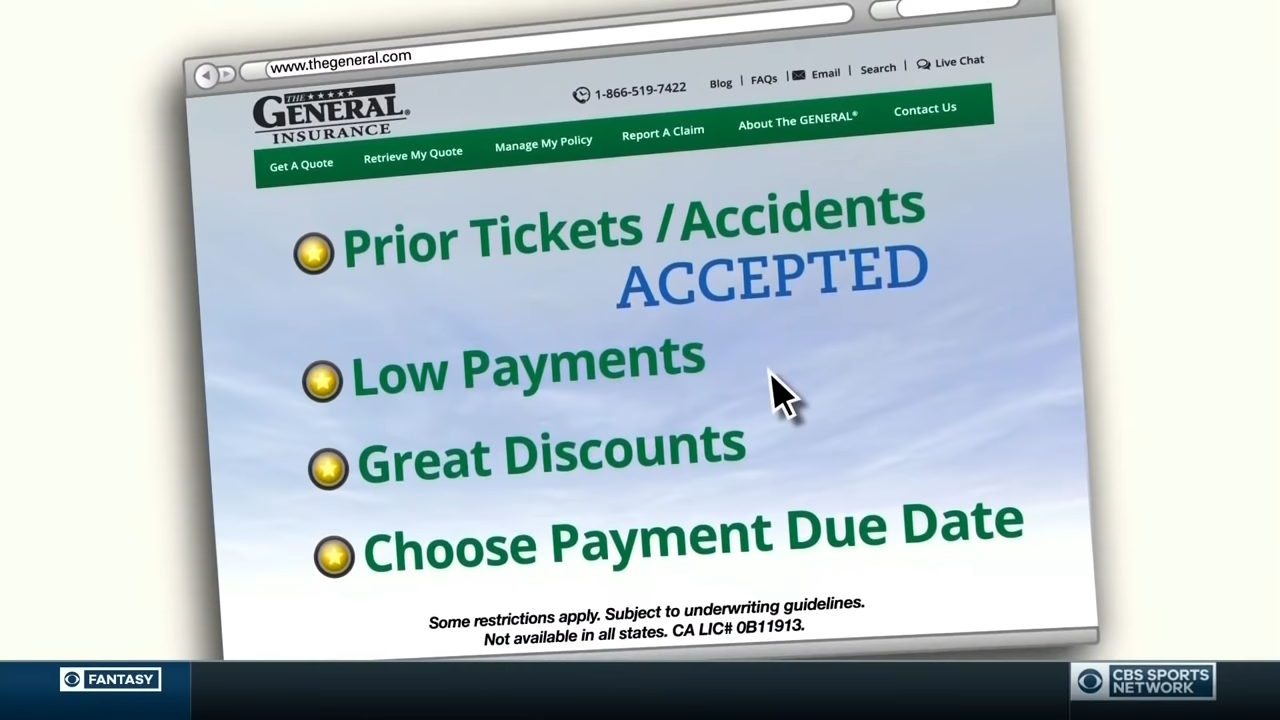 www.thegeneral.com
THE
GENERAL®
INSURANCE
1-866-519-7422
Blog | FAQs | Email | Search | Live Chat
Get A Quote Retrieve My Quote Manage My Policy Report A Claim About The GENERAL® Contact Us
Prior Tickets / Accidents
ACCEPTED
Low Payments
Great Discounts
Choose Payment Due Date
Some restrictions apply. Subject to underwriting guidelines.
Not available in all states. CA LIC# 0B11913.
FANTASY
CBS SPORTS
NETWORK